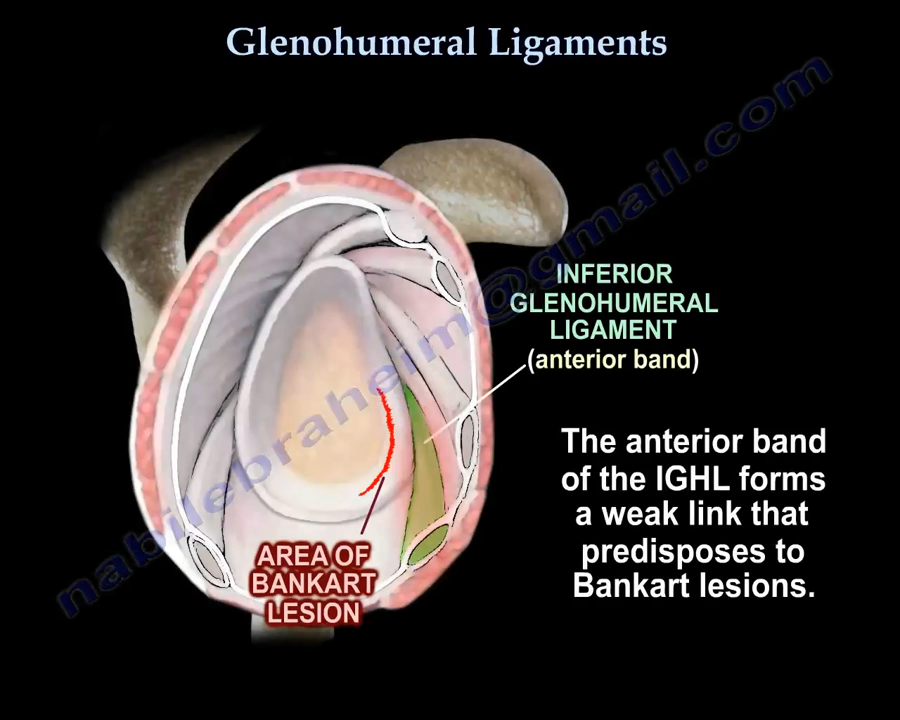 Glenohumeral Ligaments
nabilebraheim@gmail.com
INFERIOR
GLENOHUMERAL
LIGAMENT
(anterior band)
The anterior band
of the IGHL forms
a weak link that
predisposes to
Bankart lesions.
AREA OF
BANKART
LESION